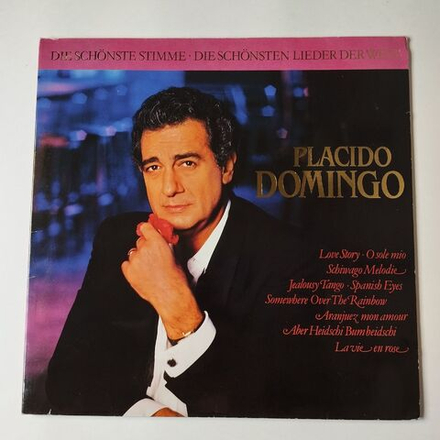 DIE SCHÖNSTE STIMME · DIE SCHÖNSTEN LIEDER DER WELT
PLACIDO
DOMINGO
Love Story · O sole mio
Schiwago Melodie
Jealousy Tango · Spanish Eyes
Somewhere Over The Rainbow
Aranjuez mon amour
Aber Heidschi Bumbeidschi
La vie en rose